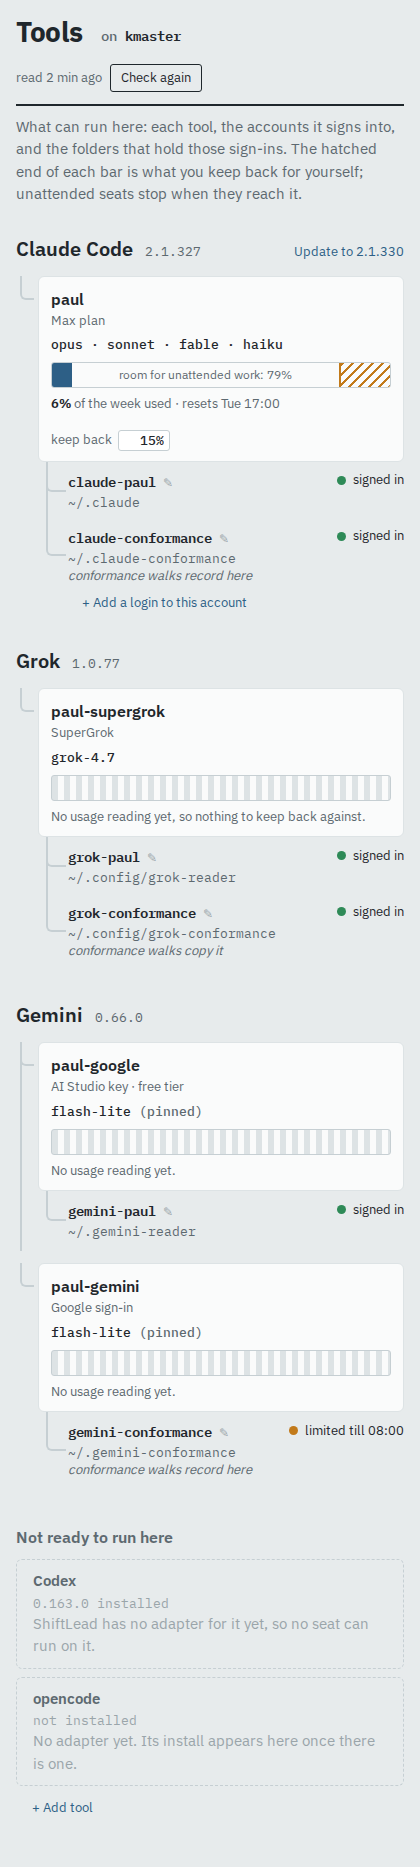 Tools on kmaster
read 2 min ago Check again
What can run here: each tool, the accounts it signs into,
and the folders that hold those sign-ins. The hatched
end of each bar is what you keep back for yourself;
unattended seats stop when they reach it.
Claude Code 2.1.327 Update to 2.1.330
paul
Max plan
opus · sonnet · fable · haiku
room for unattended work: 79%
6% of the week used · resets Tue 17:00
keep back 15%
claude-paul ✎ signed in
~/.claude
claude-conformance ✎ signed in
~/.claude-conformance
conformance walks record here
+ Add a login to this account
Grok 1.0.77
paul-supergrok
SuperGrok
grok-4.7
No usage reading yet, so nothing to keep back against.
grok-paul ✎ signed in
~/.config/grok-reader
grok-conformance ✎ signed in
~/.config/grok-conformance
conformance walks copy it
Gemini 0.66.0
paul-google
AI Studio key · free tier
flash-lite (pinned)
No usage reading yet.
gemini-paul ✎ signed in
~/.gemini-reader
paul-gemini
Google sign-in
flash-lite (pinned)
No usage reading yet.
gemini-conformance ✎ limited till 08:00
~/.gemini-conformance
conformance walks record here
Not ready to run here
Codex
0.163.0 installed
ShiftLead has no adapter for it yet, so no seat can
run on it.
opencode
not installed
No adapter yet. Its install appears here once there
is one.
+ Add tool